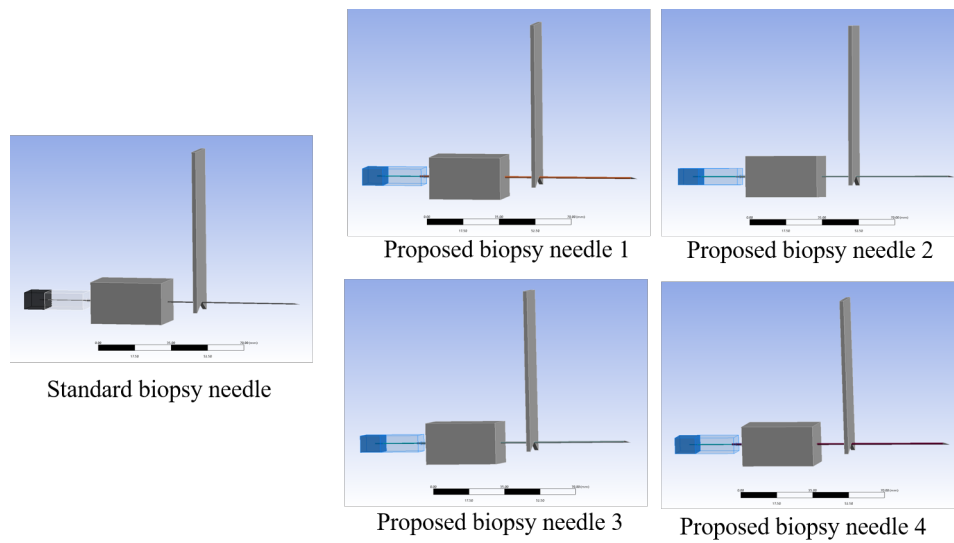 Proposed biopsy needle 1
Proposed biopsy needle 2
Standard biopsy needle
Proposed biopsy needle 3
Proposed biopsy needle 4